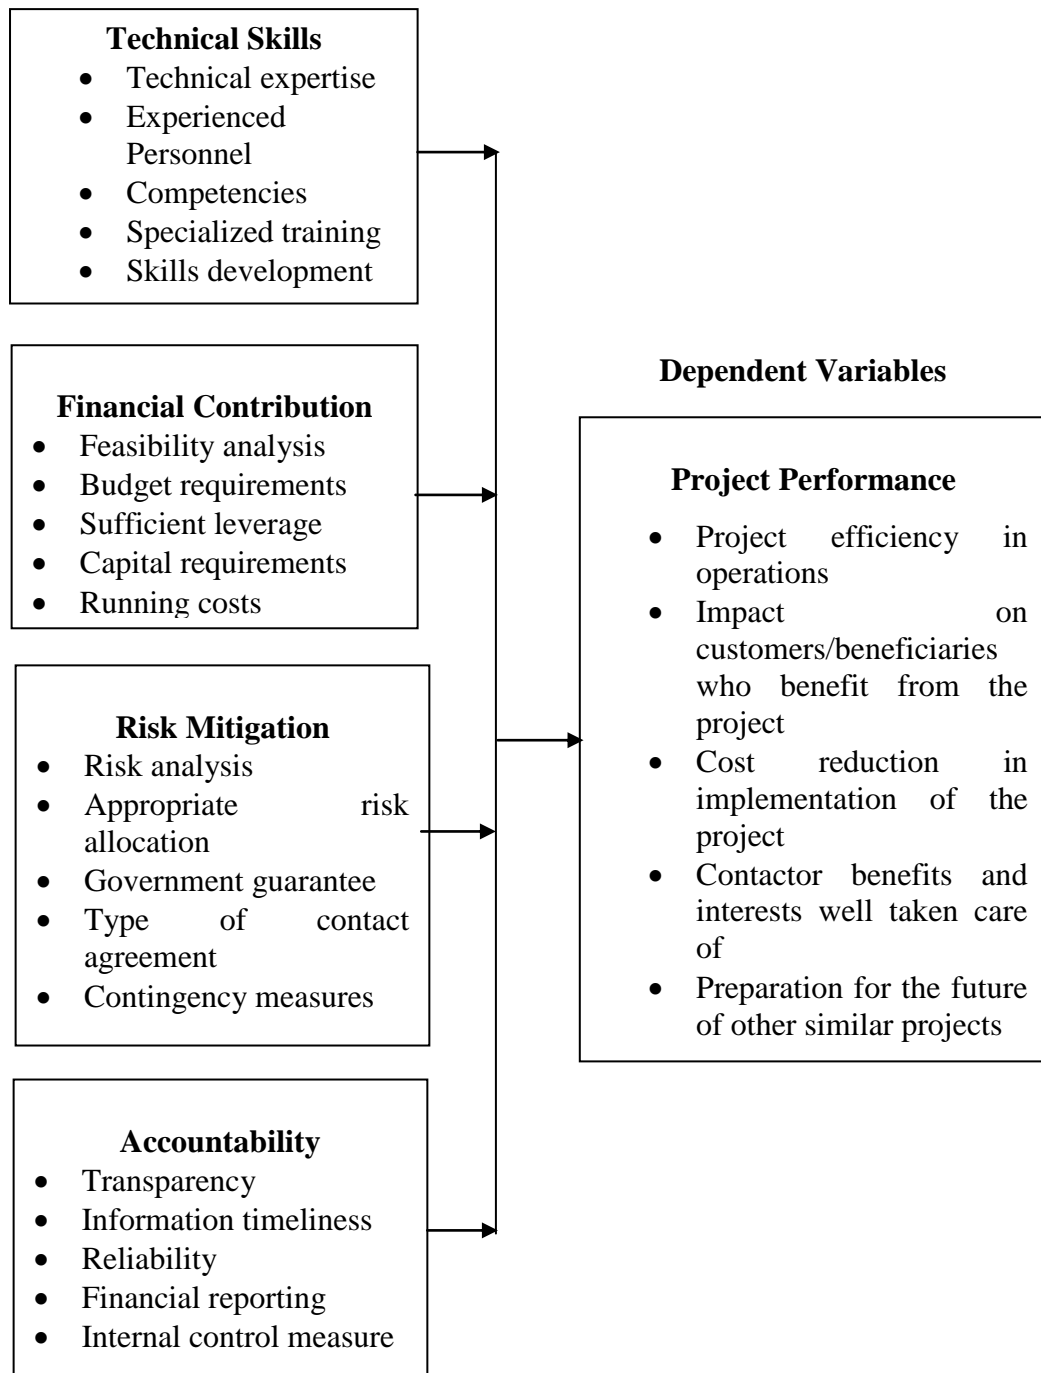 Technical Skills
• Technical expertise
• Experienced
Personnel
• Competencies
• Specialized training
• Skills development
Financial Contribution
• Feasibility analysis
• Budget requirements
• Sufficient leverage
• Capital requirements
• Running costs
Risk Mitigation
• Risk analysis
• Appropriate risk
allocation
• Government guarantee
• Type of contact
agreement
• Contingency measures
Accountability
• Transparency
• Information timeliness
• Reliability
• Financial reporting
• Internal control measure
Dependent Variables
Project Performance
• Project efficiency in
operations
• Impact on
customers/beneficiaries
who benefit from the
project
• Cost reduction in
implementation of the
project
• Contactor benefits and
interests well taken care
of
• Preparation for the future
of other similar projects